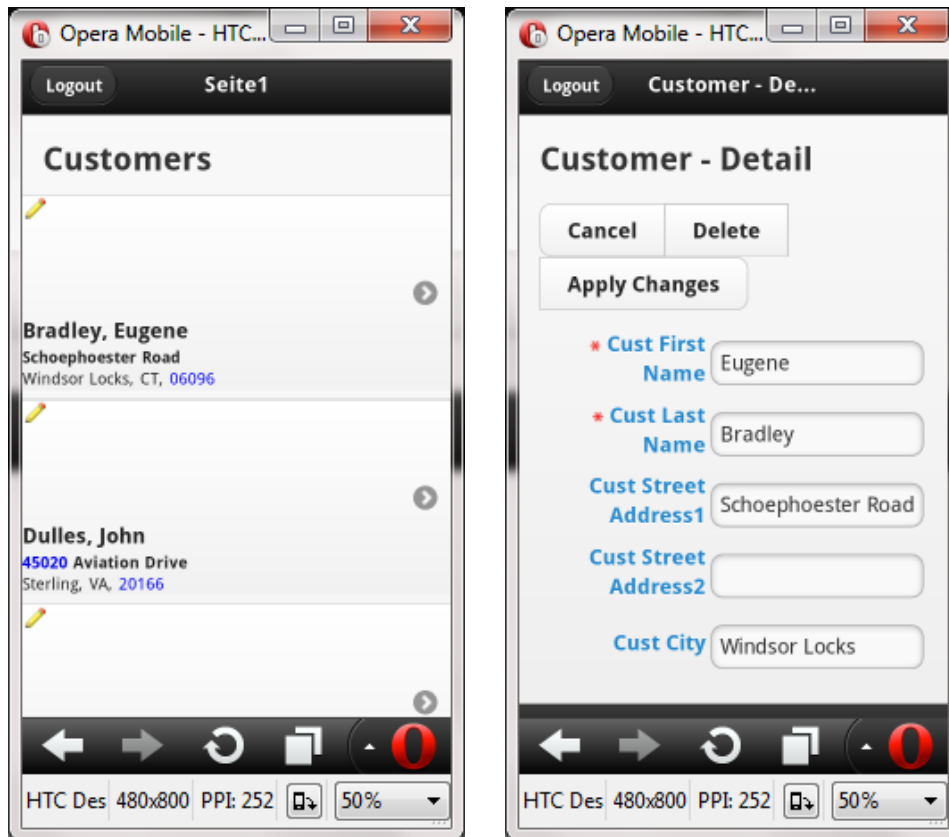 Opera Mobile - HTC...
Logout Seite1
Customers
Bradley, Eugene
Schoephoester Road
Windsor Locks, CT, 06096
Dulles, John
45020 Aviation Drive
Sterling, VA, 20166
HTC Des 480x800 PPI: 252 50%
Opera Mobile - HTC...
Logout Customer - De...
Customer - Detail
Cancel Delete
Apply Changes
* Cust First
Name Eugene
* Cust Last
Name Bradley
Cust Street
Address1 Schoephoester Road
Cust Street
Address2
Cust City Windsor Locks
HTC Des 480x800 PPI: 252 50%